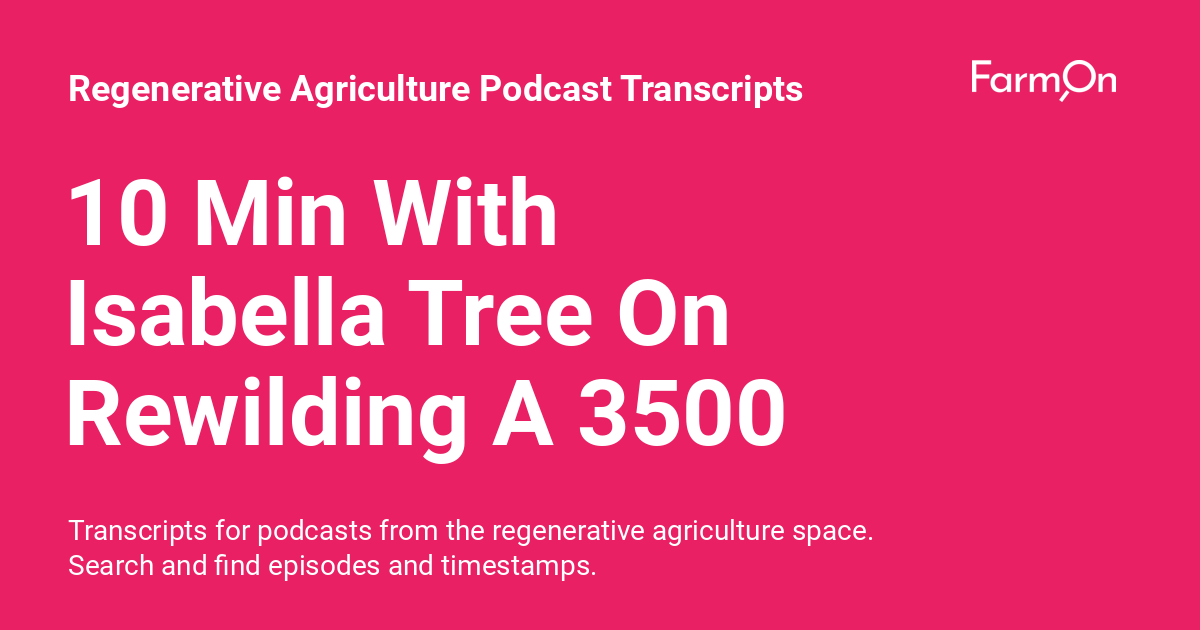 Regenerative Agriculture Podcast Transcripts
FarmOn
10 Min With
Isabella Tree On
Rewilding A 3500
Transcripts for podcasts from the regenerative agriculture space.
Search and find episodes and timestamps.